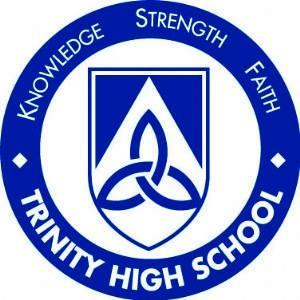 KNOWLEDGE STRENGTH FAITH
TRINITY HIGH SCHOOL